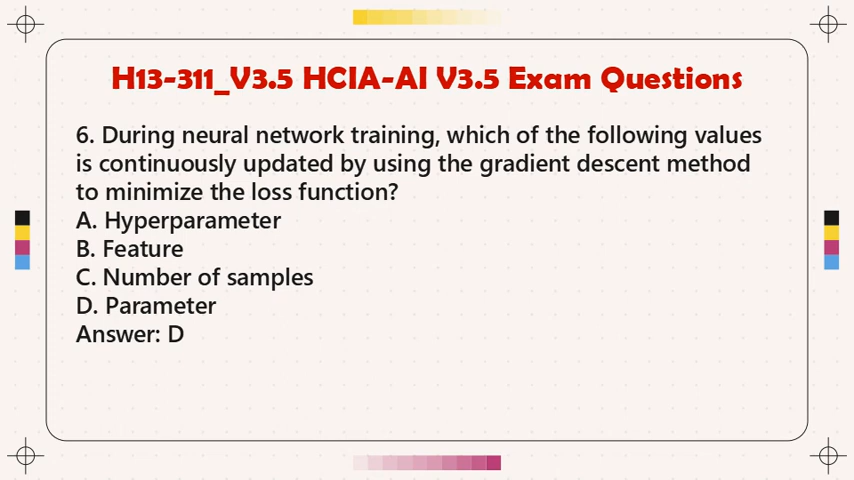 H13-311_V3.5 HCIA-AI V3.5 Exam Questions
6. During neural network training, which of the following values
is continuously updated by using the gradient descent method
to minimize the loss function?
A. Hyperparameter
B. Feature
C. Number of samples
D. Parameter
Answer: D